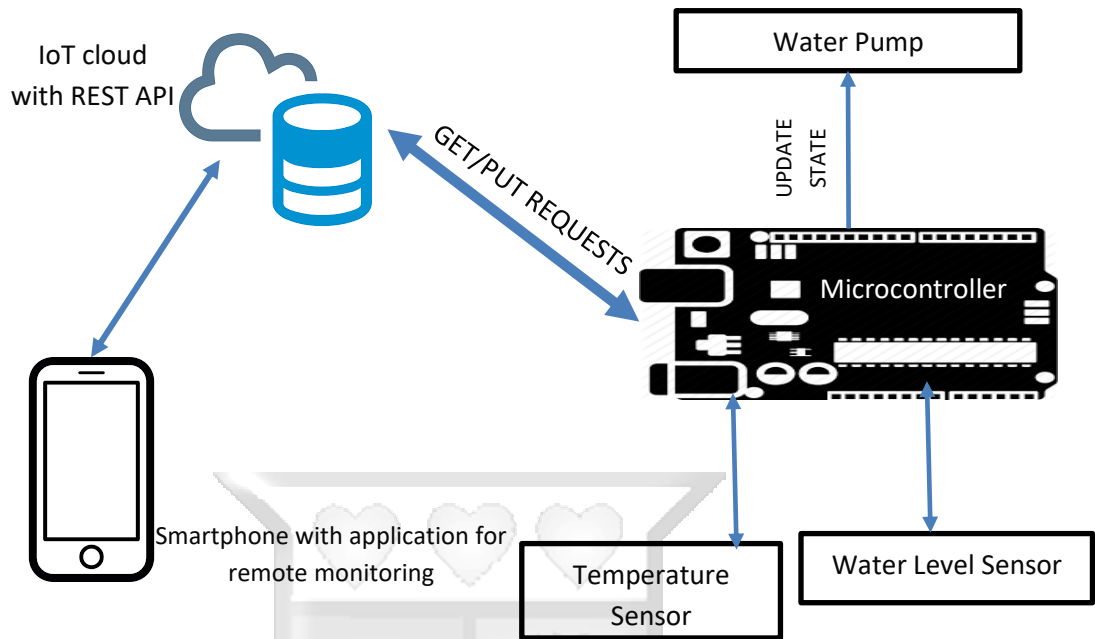 IoT cloud
with REST API
Water Pump
UPDATE
STATE
GET/PUT REQUESTS
Microcontroller
Smartphone with application for
remote monitoring
Temperature
Sensor
Water Level Sensor